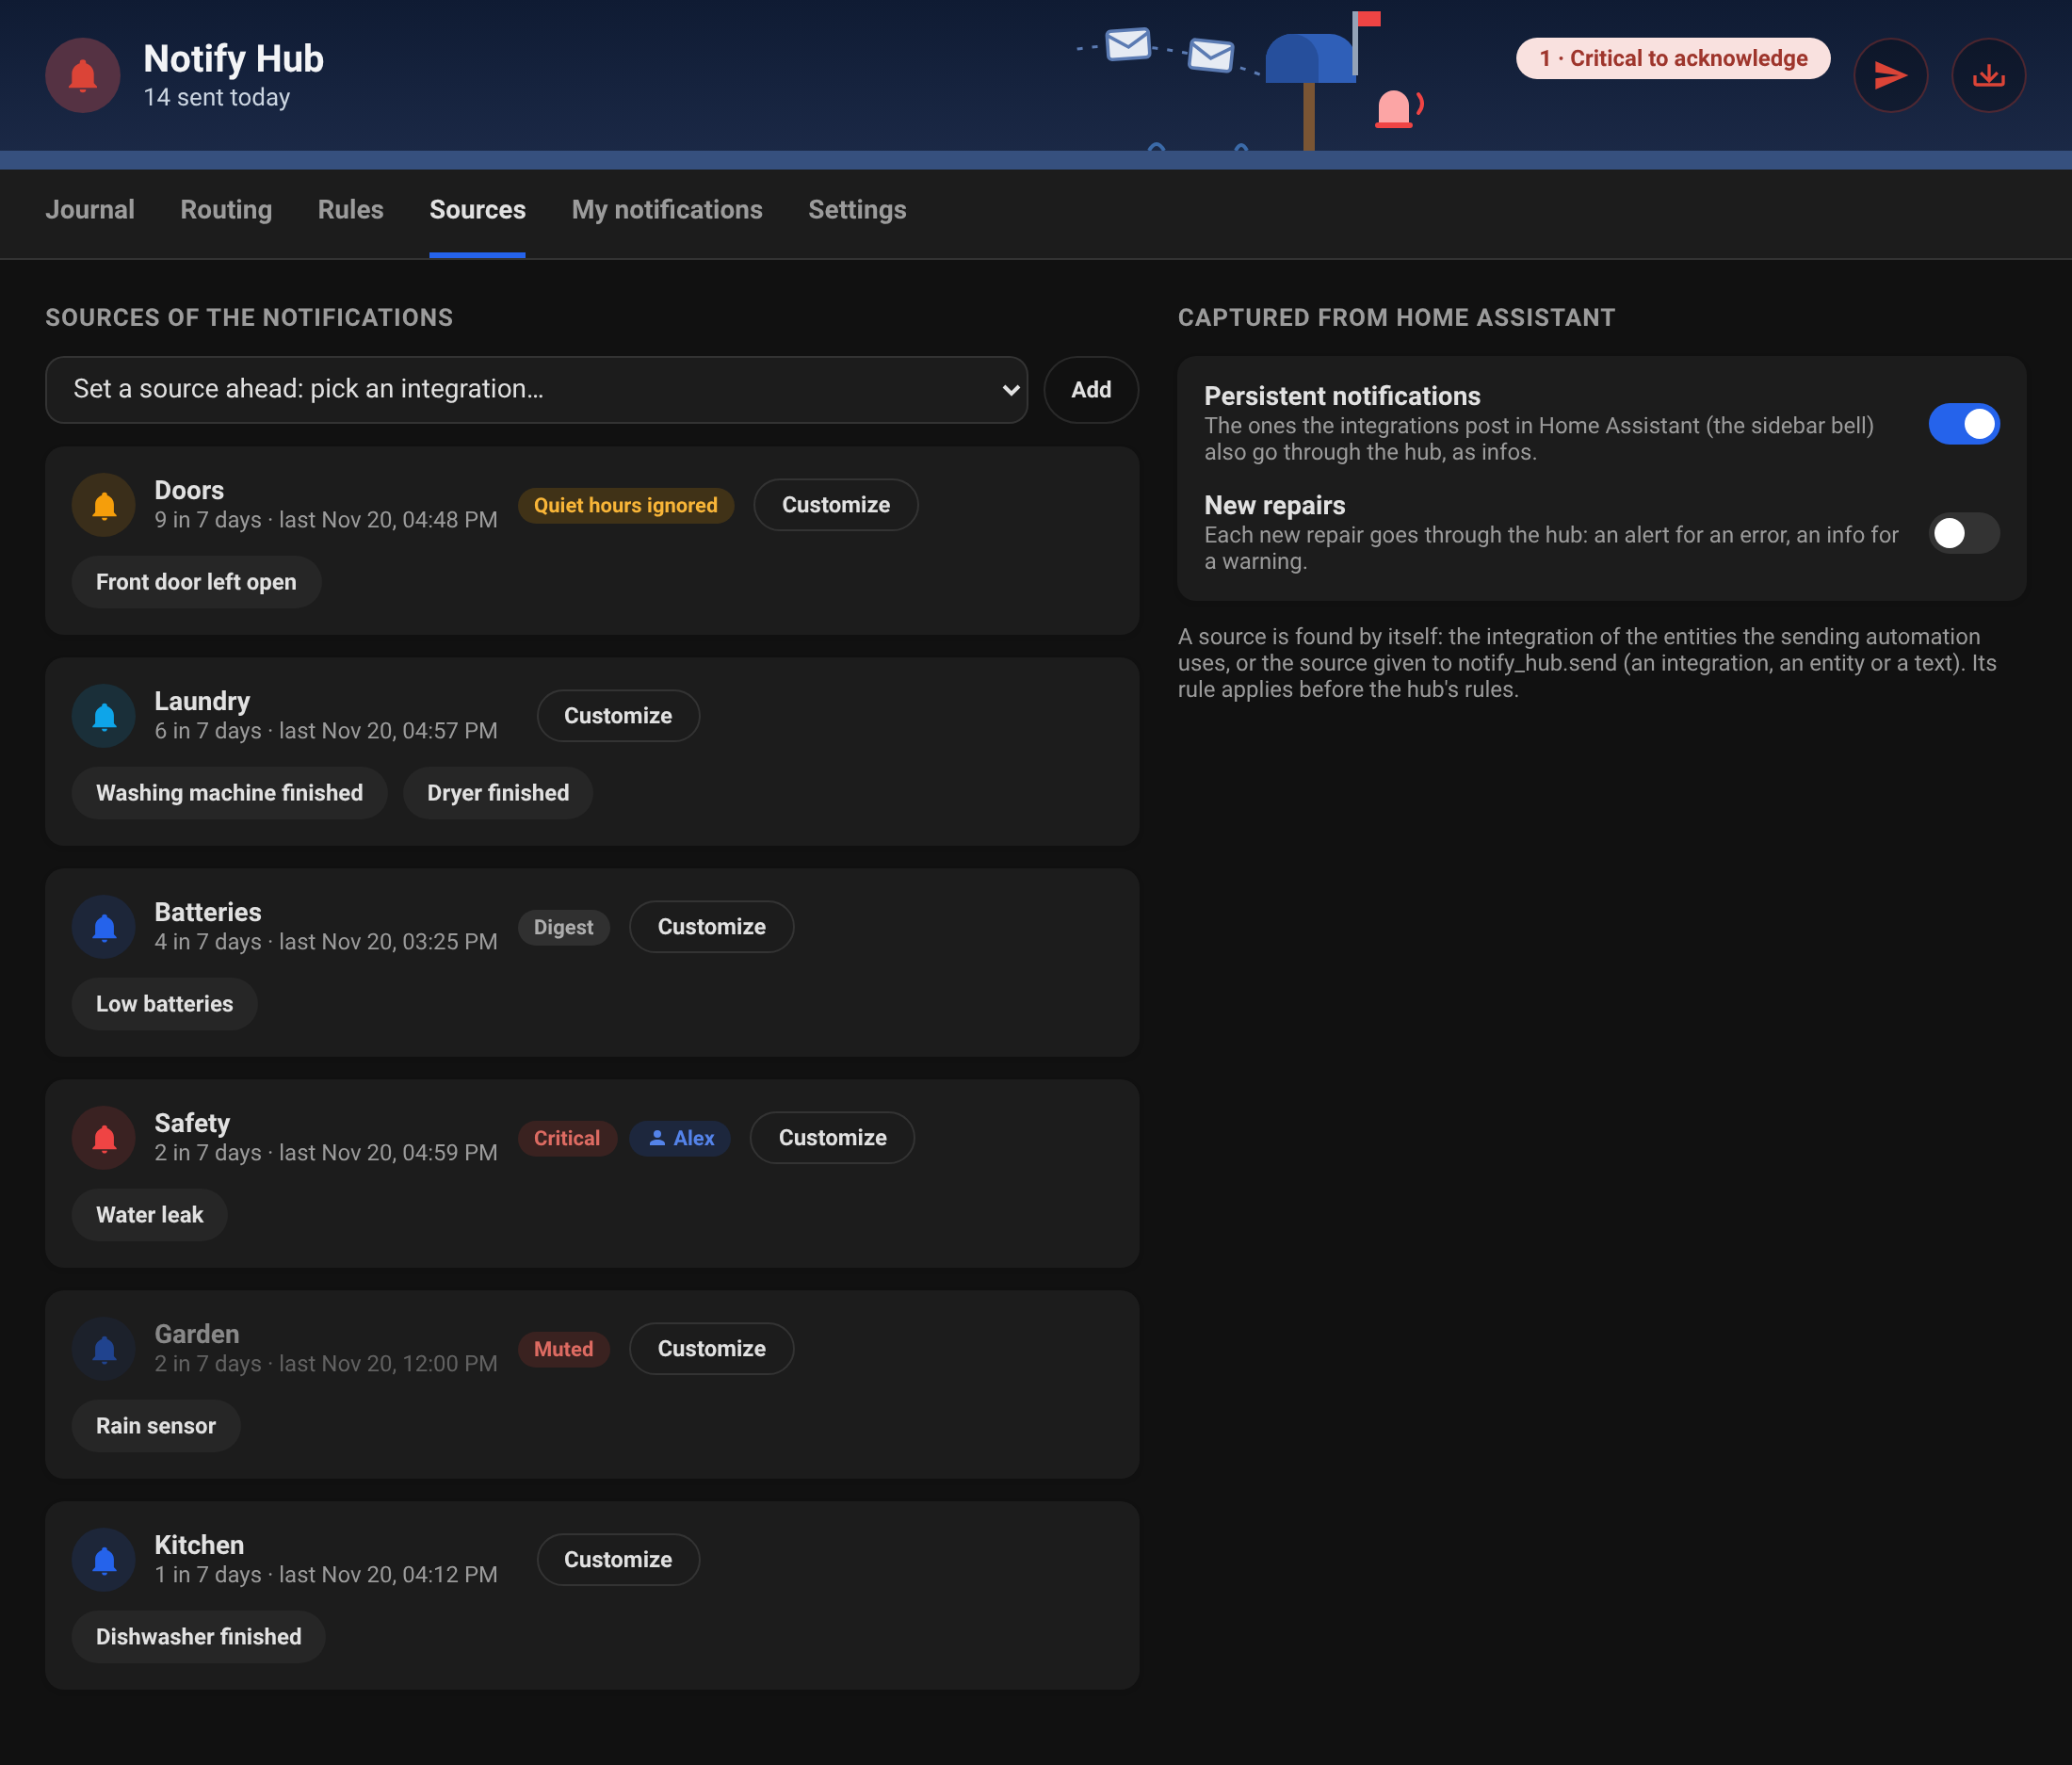 Notify Hub
14 sent today
1 · Critical to acknowledge
Journal
Routing
Rules
Sources
My notifications
Settings
SOURCES OF THE NOTIFICATIONS
Set a source ahead: pick an integration...
Add
Doors
9 in 7 days · last Nov 20, 04:48 PM
Quiet hours ignored
Customize
Front door left open
Laundry
6 in 7 days · last Nov 20, 04:57 PM
Customize
Washing machine finished
Dryer finished
Batteries
4 in 7 days · last Nov 20, 03:25 PM
Digest
Customize
Low batteries
Safety
2 in 7 days · last Nov 20, 04:59 PM
Critical
Alex
Customize
Water leak
Garden
2 in 7 days · last Nov 20, 12:00 PM
Muted
Customize
Rain sensor
Kitchen
1 in 7 days · last Nov 20, 04:12 PM
Customize
Dishwasher finished
CAPTURED FROM HOME ASSISTANT
Persistent notifications
The ones the integrations post in Home Assistant (the sidebar bell)
also go through the hub, as infos.
New repairs
Each new repair goes through the hub: an alert for an error, an info for
a warning.
A source is found by itself: the integration of the entities the sending automation
uses, or the source given to notify_hub.send (an integration, an entity or a text). Its
rule applies before the hub's rules.